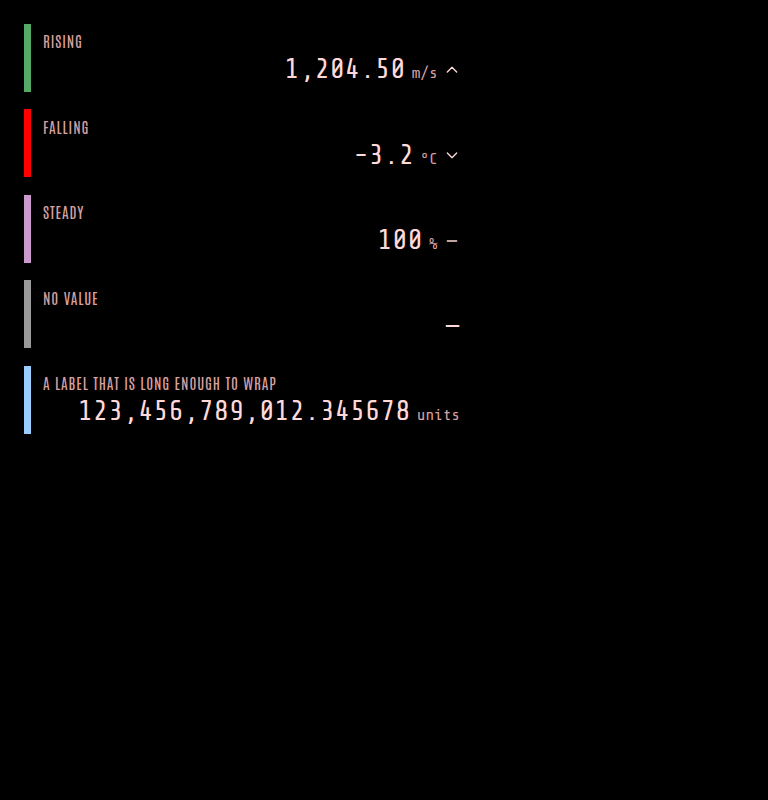 RISING
1,204.50 m/s
FALLING
-3.2 °C
STEADY
100 % —
NO VALUE
—
A LABEL THAT IS LONG ENOUGH TO WRAP
123,456,789,012.345678 units